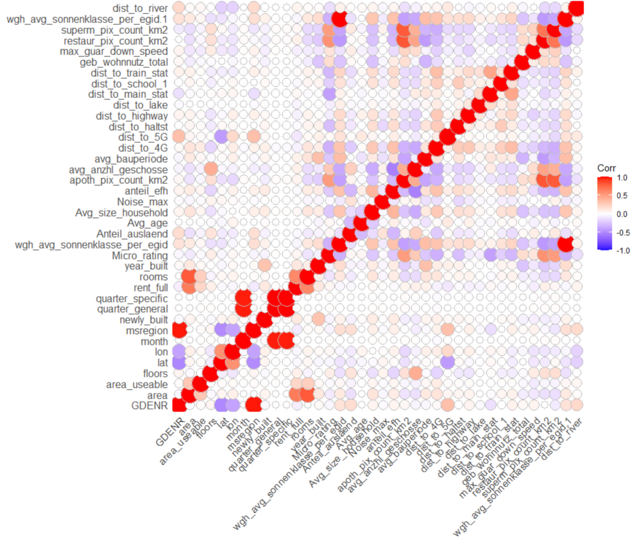 dist_to_river
wgh_avg_sonnenklasse_per_egid.1
superm_pix_count_km2
restaur_pix_count_km2
max_guar_down_speed
geb_wohnnutz_total
dist_to_train_stat
dist_to_school_1
dist_to_main_stat
dist_to_lake
dist_to_highway
dist_to_haltst
dist_to_5G
dist_to_4G
avg_bauperiode
avg_anzhl_geschosse
apoth_pix_count_km2
anteil_efh
Noise_max
Avg_size_household
Avg_age
Anteil_auslaend
wgh_avg_sonnenklasse_per_egid
Micro_rating
year_built
rooms
rent_full
quarter_specific
quarter_general
newly_built
msregion
month
lon
lat
floors
area_useable
area
GDENR
Corr
1.0
0.5
0.0
-0.5
-1.0
GDENR
area
area_useable
floors
lat
lon
month
msregion
newly_built
quarter_general
quarter_specific
rent_full
rooms
year_built
Micro_rating
wgh_avg_sonnenklasse_per_egid
Anteil_auslaend
Avg_age
Avg_size_household
Noise_max
anteil_efh
apoth_pix_count_km2
avg_anzhl_geschosse
avg_bauperiode
dist_to_4G
dist_to_5G
dist_to_haltst
dist_to_highway
dist_to_lake
dist_to_main_stat
dist_to_school_1
dist_to_train_stat
geb_wohnnutz_total
max_guar_down_speed
restaur_pix_count_km2
superm_pix_count_km2
wgh_avg_sonnenklasse_per_egid.1
dist_to_river